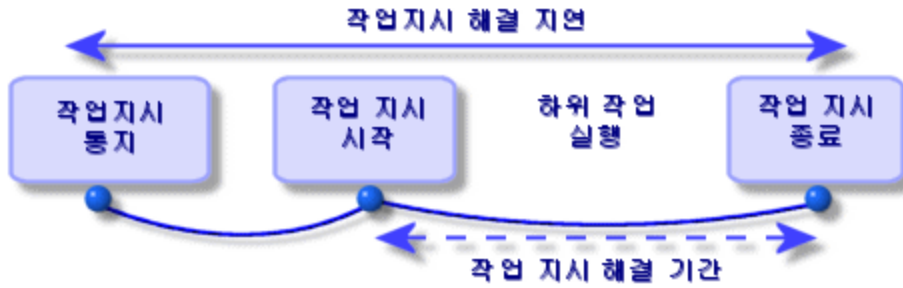 작업지시 해결 지연
작업지시
통지
작업 지시
시작
하위 작업
실행
작업 지시
종료
작업 지시 해결 기간